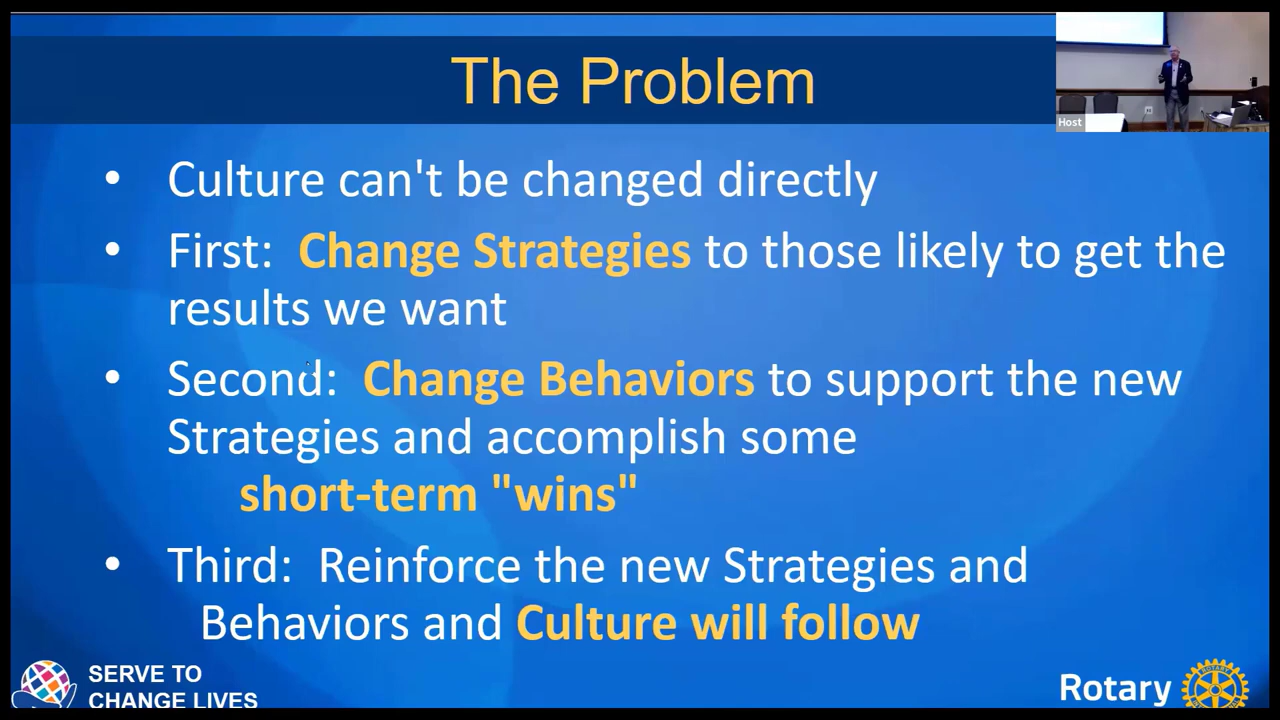 The Problem
Host
• Culture can't be changed directly
• First: Change Strategies to those likely to get the
results we want
• Second: Change Behaviors to support the new
Strategies and accomplish some
short-term "wins"
• Third: Reinforce the new Strategies and
Behaviors and Culture will follow
SERVE TO
CHANGE LIVES
Rotary